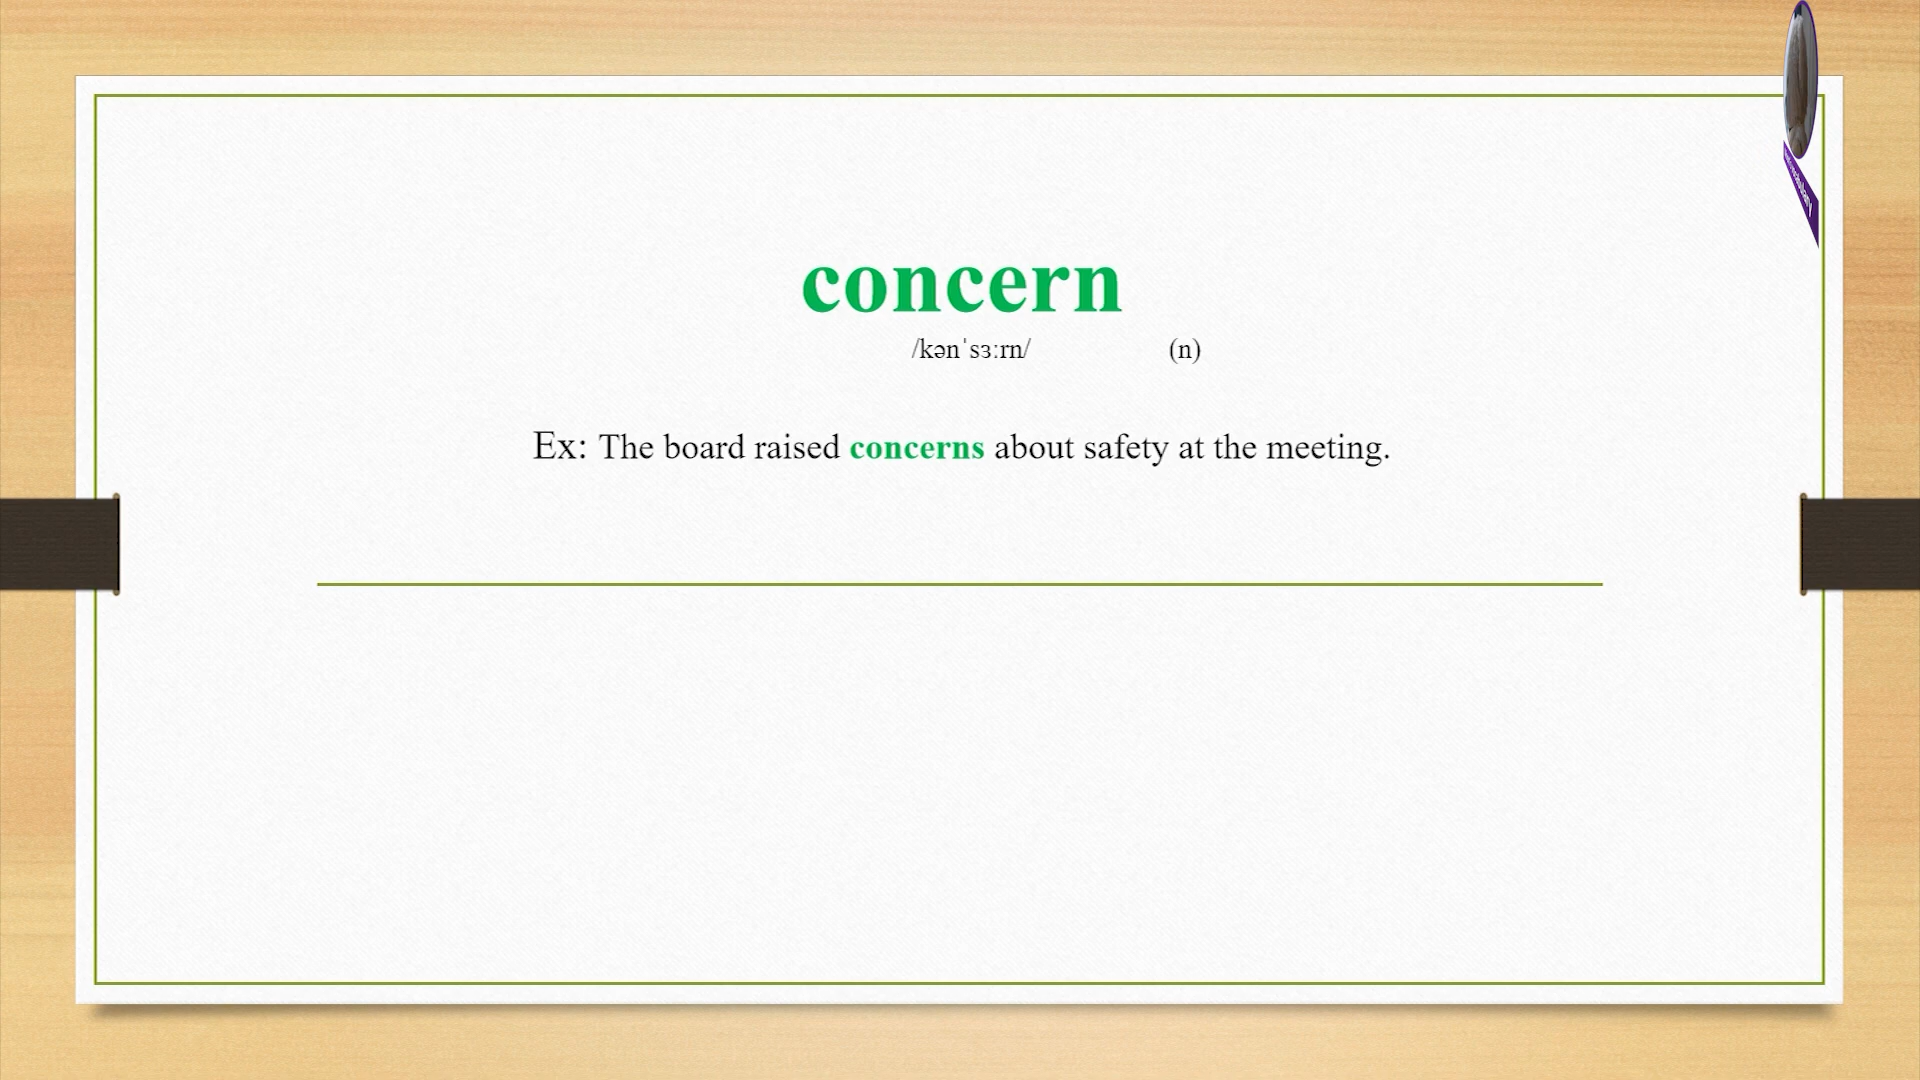 concern
/kənˈsɜːrn/ (n)
Ex: The board raised concerns about safety at the meeting.